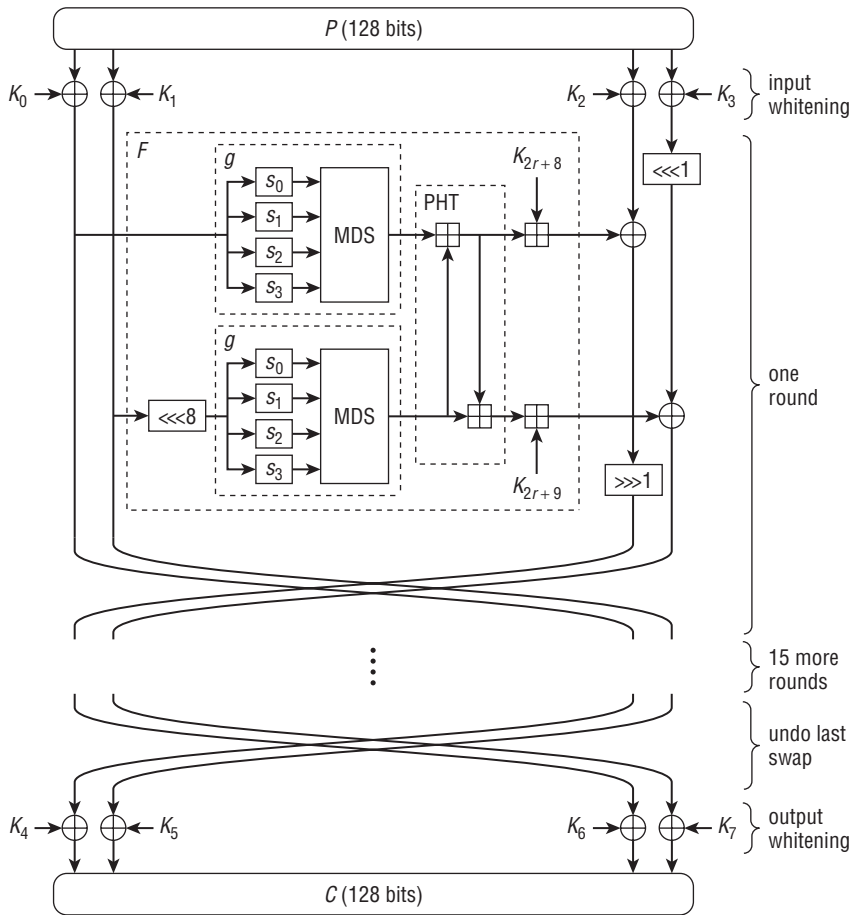 P (128 bits)
K0 K1 K2 K3
input
whitening
F
g
s0
s1
s2
s3
MDS
PHT
K2r+8
<<<1
one
round
g
s0
s1
s2
s3
MDS
<<<8
K2r+9
>>>1
15 more
rounds
undo last
swap
K4 K5 K6 K7
output
whitening
C (128 bits)